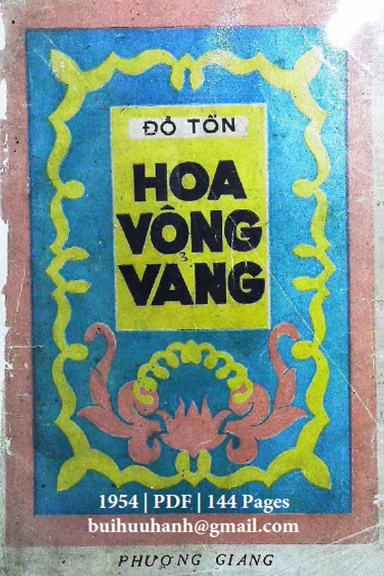 ĐỖ TỐN
HOA
VÔNG
VANG
1954 | PDF | 144 Pages
buihuuhanh@gmail.com
PHƯỢNG GIANG